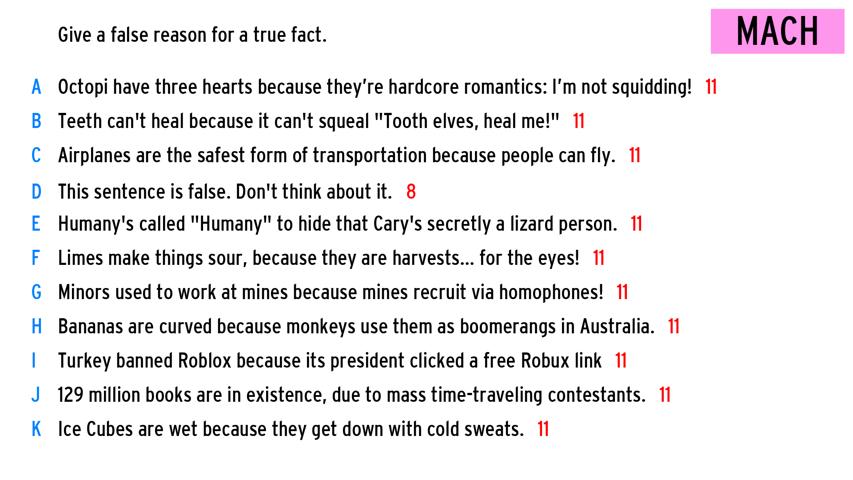 Give a false reason for a true fact.
MACH
A Octopi have three hearts because they're hardcore romantics: I'm not squidding! 11
B Teeth can't heal because it can't squeal "Tooth elves, heal me!" 11
C Airplanes are the safest form of transportation because people can fly. 11
D This sentence is false. Don't think about it. 8
E Humany's called "Humany" to hide that Cary's secretly a lizard person. 11
F Limes make things sour, because they are harvests... for the eyes! 11
G Minors used to work at mines because mines recruit via homophones! 11
H Bananas are curved because monkeys use them as boomerangs in Australia. 11
I Turkey banned Roblox because its president clicked a free Robux link 11
J 129 million books are in existence, due to mass time-traveling contestants. 11
K Ice Cubes are wet because they get down with cold sweats. 11